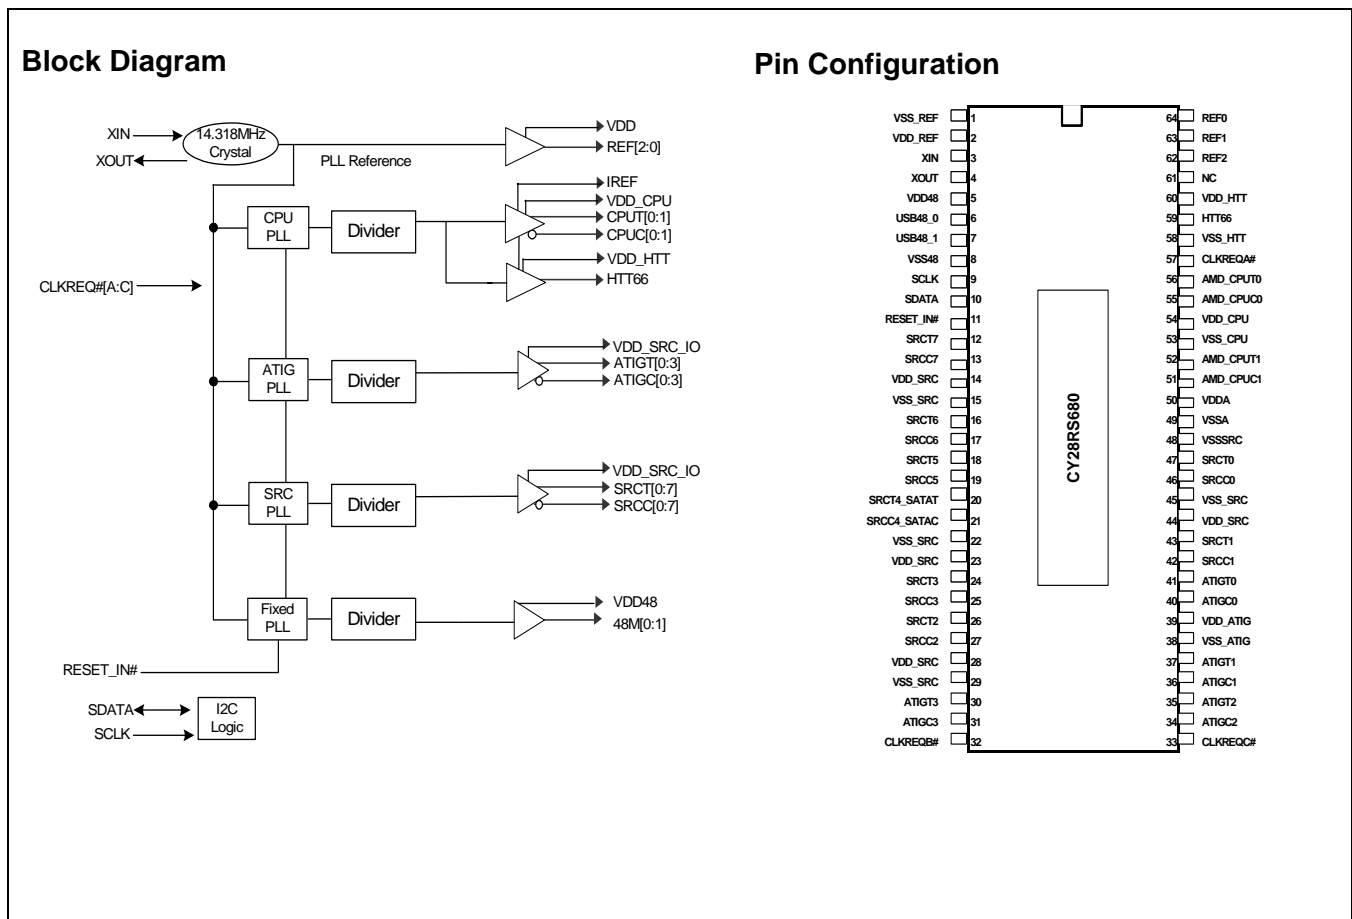 Block Diagram
XIN
XOUT
14.318MHz
Crystal
PLL Reference
VDD
REF[2:0]
IREF
VDD_CPU
CPUT[0:1]
CPUC[0:1]
VDD_HTT
HTT66
CPU
PLL
Divider
CLKREQ#[A:C]
VDD_SRC_IO
ATIGT[0:3]
ATIGC[0:3]
ATIG
PLL
Divider
VDD_SRC_IO
SRCT[0:7]
SRCC[0:7]
SRC
PLL
Divider
VDD48
48M[0:1]
Fixed
PLL
Divider
RESET_IN#
SDATA
SCLK
I2C
Logic
Pin Configuration
VSS_REF 1
VDD_REF 2
XIN 3
XOUT 4
VDD48 5
USB48_0 6
USB48_1 7
VSS48 8
SCLK 9
SDATA 10
RESET_IN# 11
SRCT7 12
SRCC7 13
VDD_SRC 14
VSS_SRC 15
SRCT6 16
SRCC6 17
SRCT5 18
SRCC5 19
SRCT4_SATAT 20
SRCC4_SATAC 21
VSS_SRC 22
VDD_SRC 23
SRCT3 24
SRCC3 25
SRCT2 26
SRCC2 27
VDD_SRC 28
VSS_SRC 29
ATIGT3 30
ATIGC3 31
CLKREQB# 32
CY28RS680
64 REF0
63 REF1
62 REF2
61 NC
60 VDD_HTT
59 HTT66
58 VSS_HTT
57 CLKREQA#
56 AMD_CPUT0
55 AMD_CPUC0
54 VDD_CPU
53 VSS_CPU
52 AMD_CPUT1
51 AMD_CPUC1
50 VDDA
49 VSSA
48 VSSSRC
47 SRCT0
46 SRCC0
45 VSS_SRC
44 VDD_SRC
43 SRCT1
42 SRCC1
41 ATIGT0
40 ATIGC0
39 VDD_ATIG
38 VSS_ATIG
37 ATIGT1
36 ATIGC1
35 ATIGT2
34 ATIGC2
33 CLKREQC#